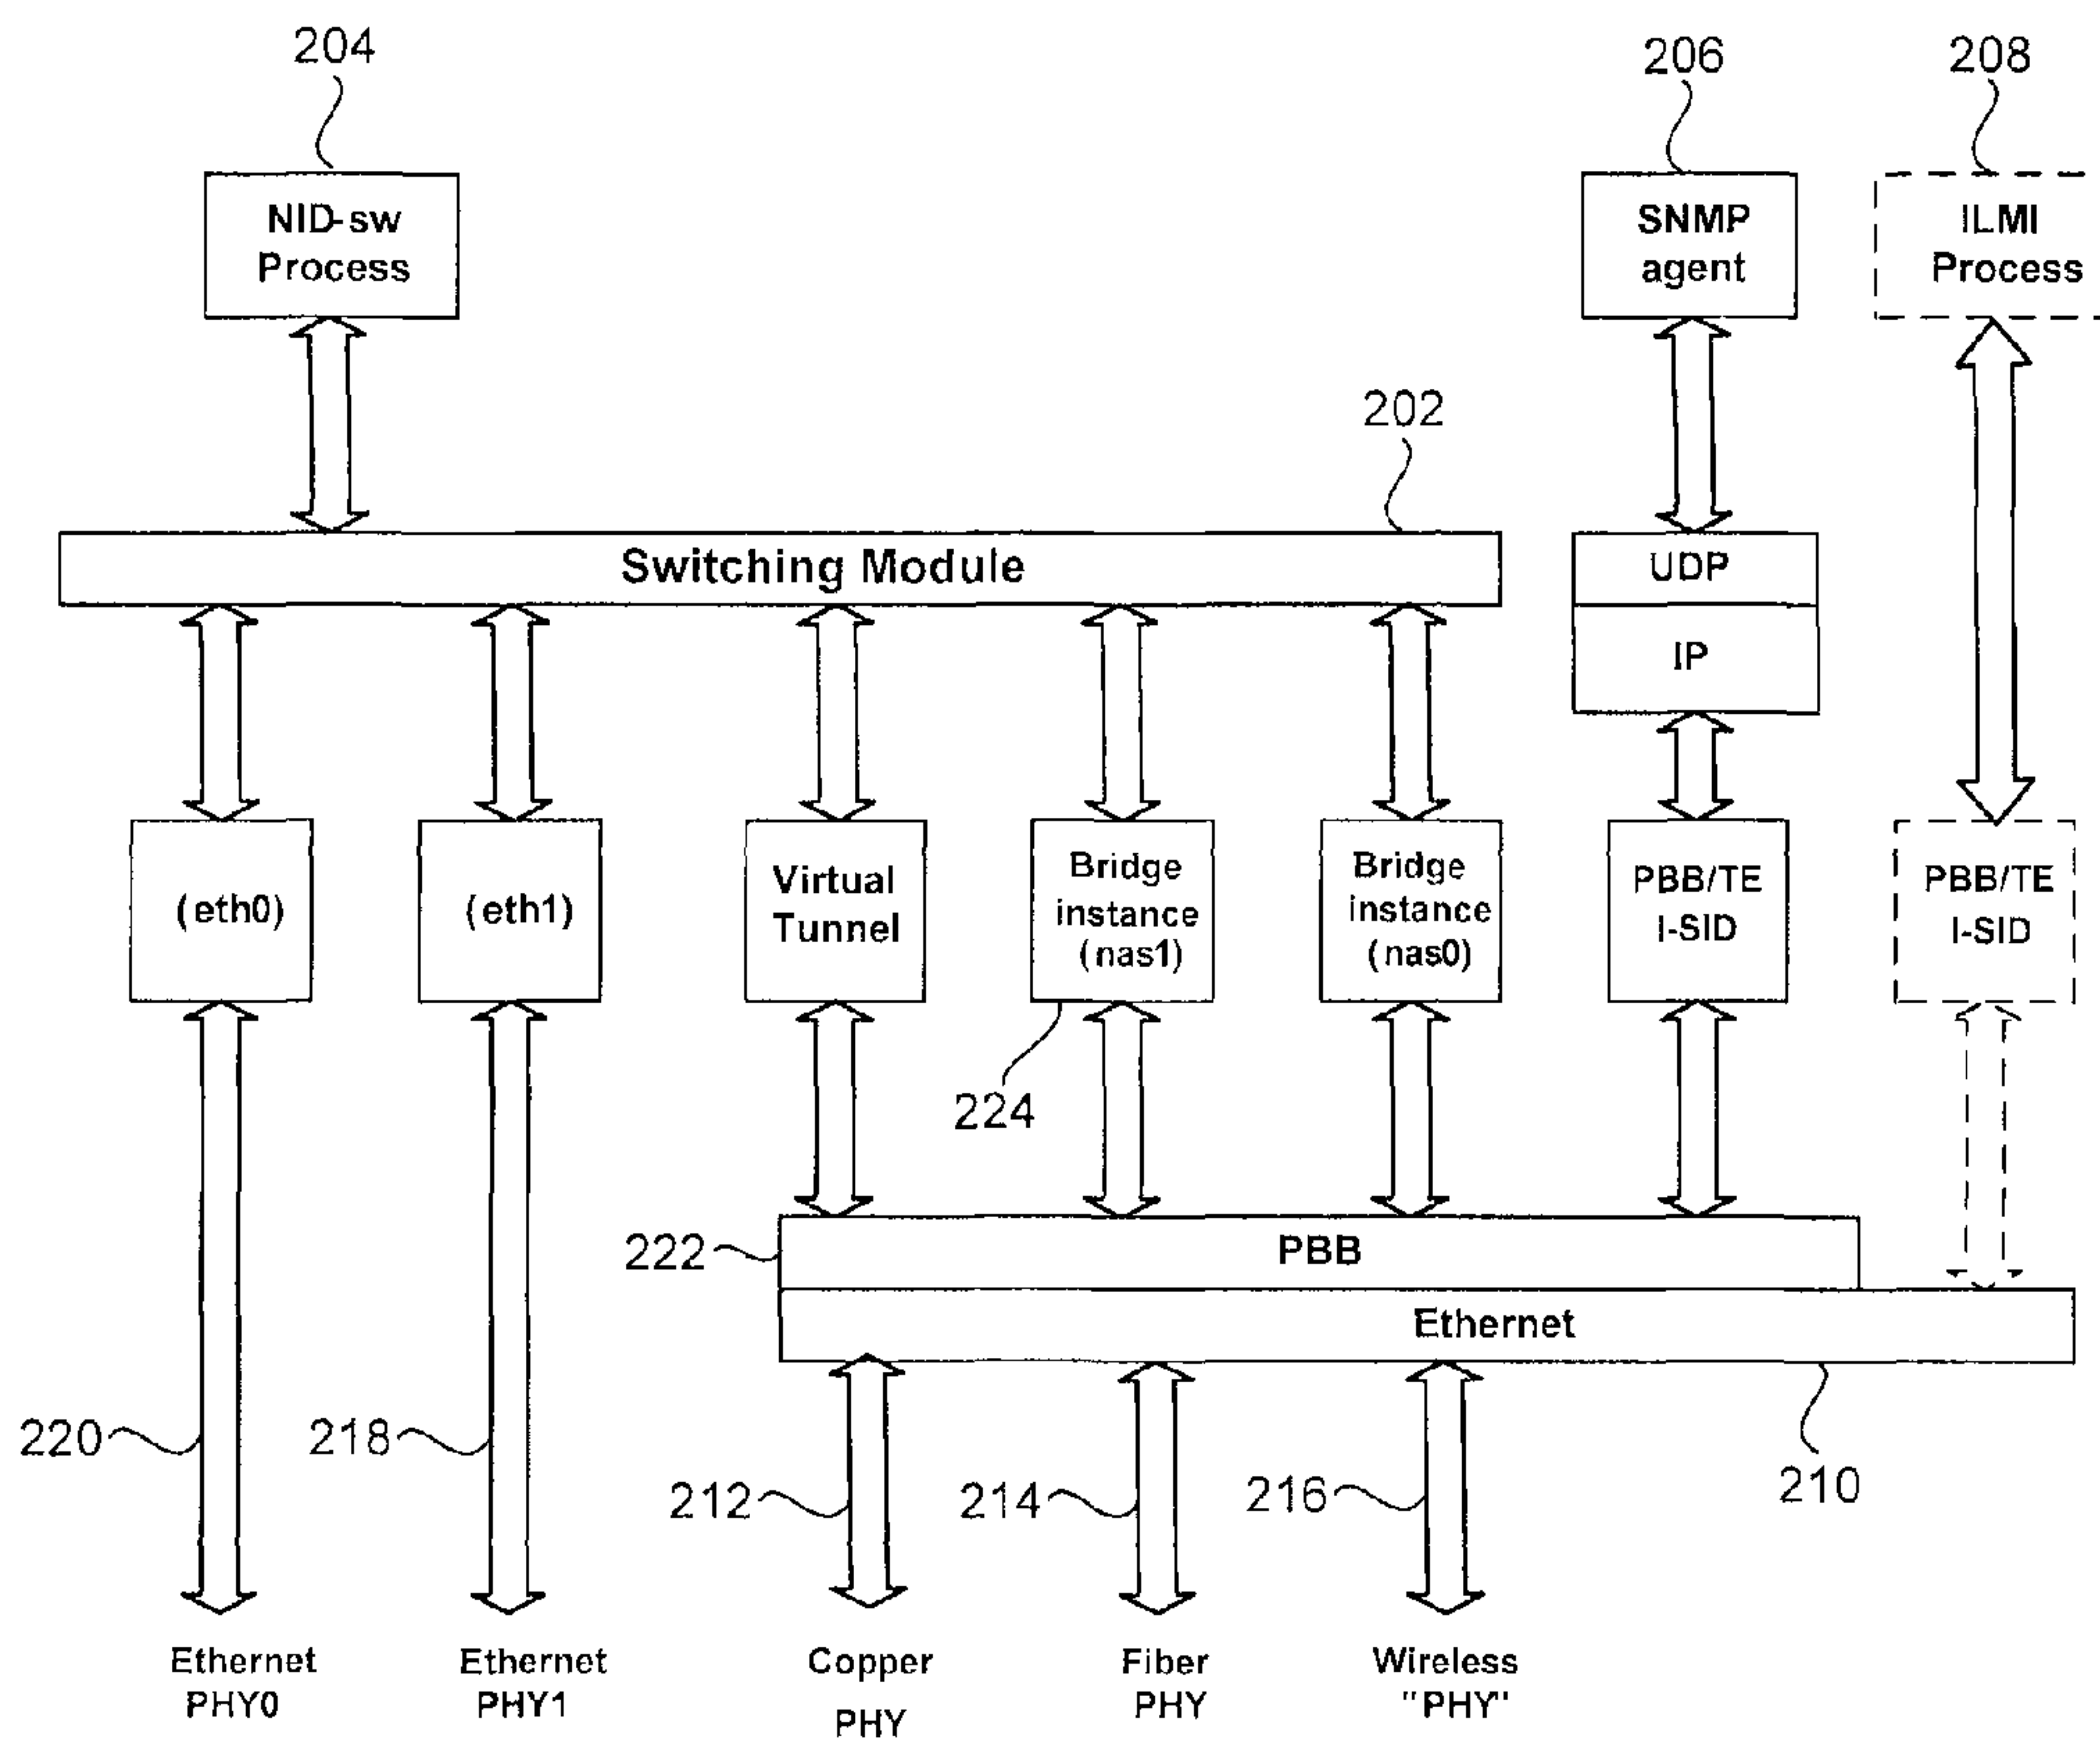 204
206
208
NID-sw
Process
SNMP
agent
ILMI
Process
202
Switching Module
UDP
IP
(eth0)
(eth1)
Virtual
Tunnel
Bridge
instance
(nas1)
Bridge
instance
(nas0)
PBB/TE
I-SID
PBB/TE
I-SID
224
222
PBB
Ethernet
220
218
212
214
216
210
Ethernet
PHY0
Ethernet
PHY1
Copper
PHY
Fiber
PHY
Wireless
"PHY"